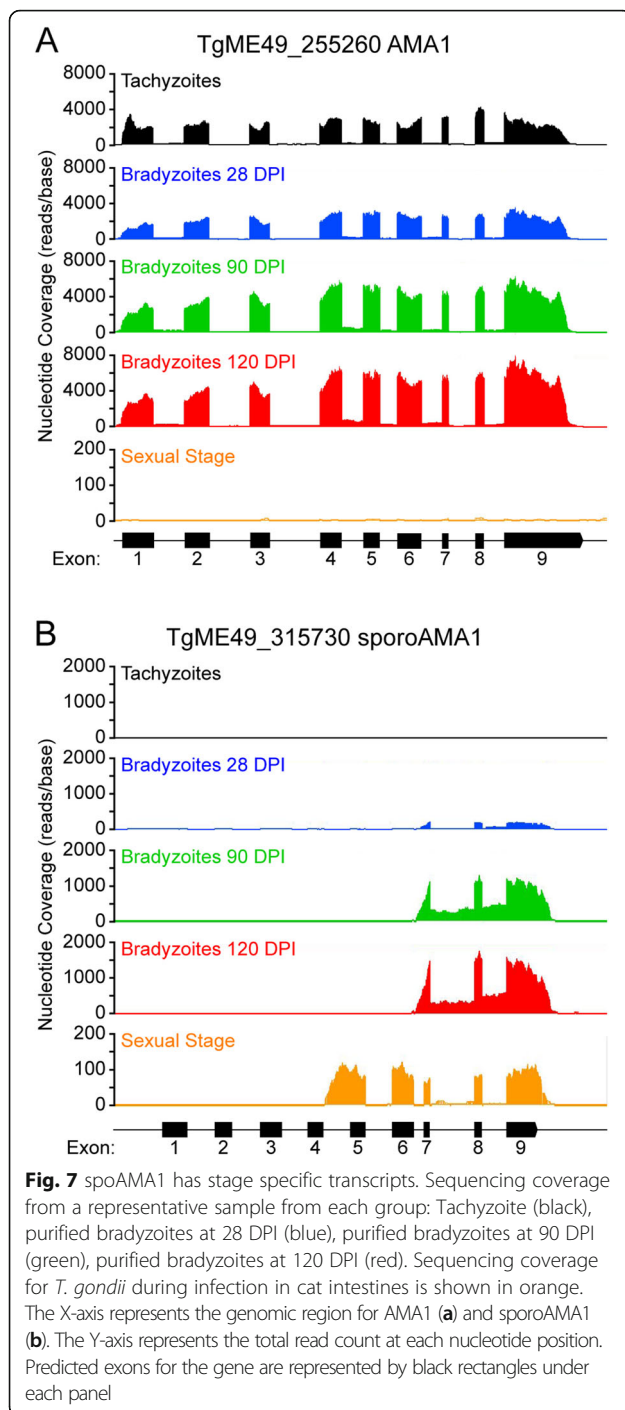 A
TgME49_255260 AMA1
Nucleotide Coverage (reads/base)
8000
4000
0
Tachyzoites
8000
4000
0
Bradyzoites 28 DPI
8000
4000
0
Bradyzoites 90 DPI
8000
4000
0
Bradyzoites 120 DPI
200
100
0
Sexual Stage
Exon: 1 2 3 4 5 6 7 8 9
B
TgME49_315730 sporoAMA1
Nucleotide Coverage (reads/base)
2000
1000
0
Tachyzoites
2000
1000
0
Bradyzoites 28 DPI
2000
1000
0
Bradyzoites 90 DPI
2000
1000
0
Bradyzoites 120 DPI
200
100
0
Sexual Stage
Exon: 1 2 3 4 5 6 7 8 9
Fig. 7 spoAMA1 has stage specific transcripts. Sequencing coverage
from a representative sample from each group: Tachyzoite (black),
purified bradyzoites at 28 DPI (blue), purified bradyzoites at 90 DPI
(green), purified bradyzoites at 120 DPI (red). Sequencing coverage
for T. gondii during infection in cat intestines is shown in orange.
The X-axis represents the genomic region for AMA1 (a) and sporoAMA1
(b). The Y-axis represents the total read count at each nucleotide position.
Predicted exons for the gene are represented by black rectangles under
each panel